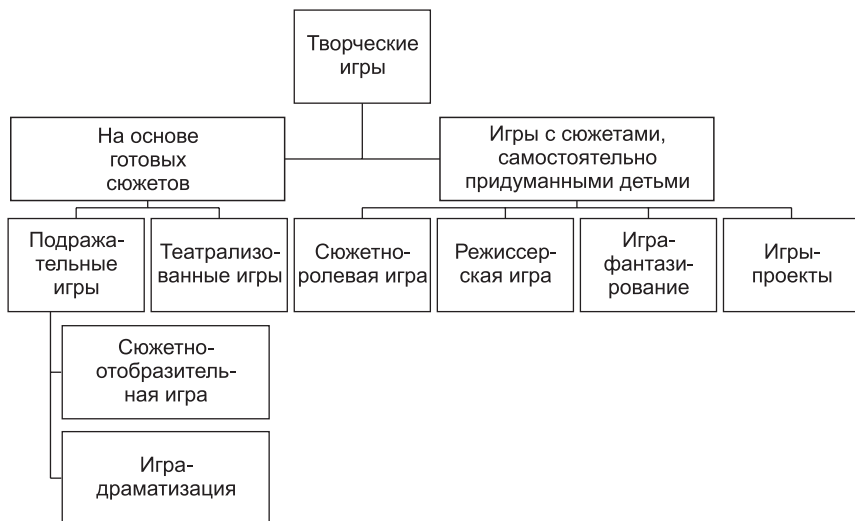 Творческие
игры
На основе
готовых
сюжетов
Игры с сюжетами,
самостоятельно
придуманными детьми
Подража-
тельные
игры
Театрализо-
ванные игры
Сюжетно-
ролевая игра
Режиссер-
ская игра
Игра-
фантази-
рование
Игры-
проекты
Сюжетно-
отобразитель-
ная игра
Игра-
драматизация